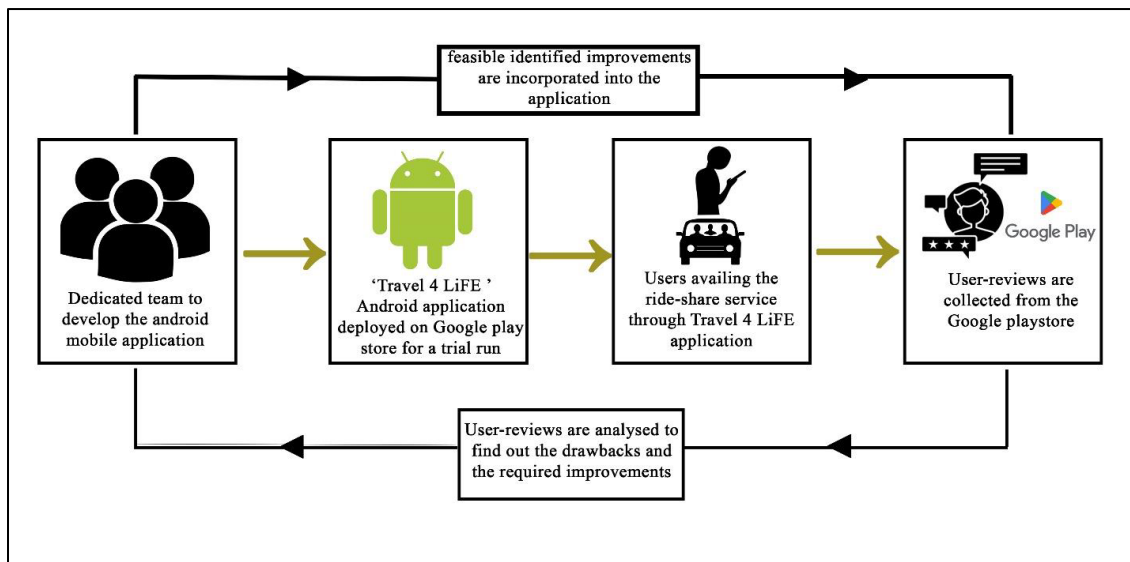 feasible identified improvements
are incorporated into the
application
Dedicated team to
develop the android
mobile application
‘Travel 4 LiFE ’
Android application
deployed on Google play
store for a trial run
Users availing the
ride-share service
through Travel 4 LiFE
application
Google Play
User-reviews are
collected from the
Google playstore
User-reviews are analysed to
find out the drawbacks and
the required improvements